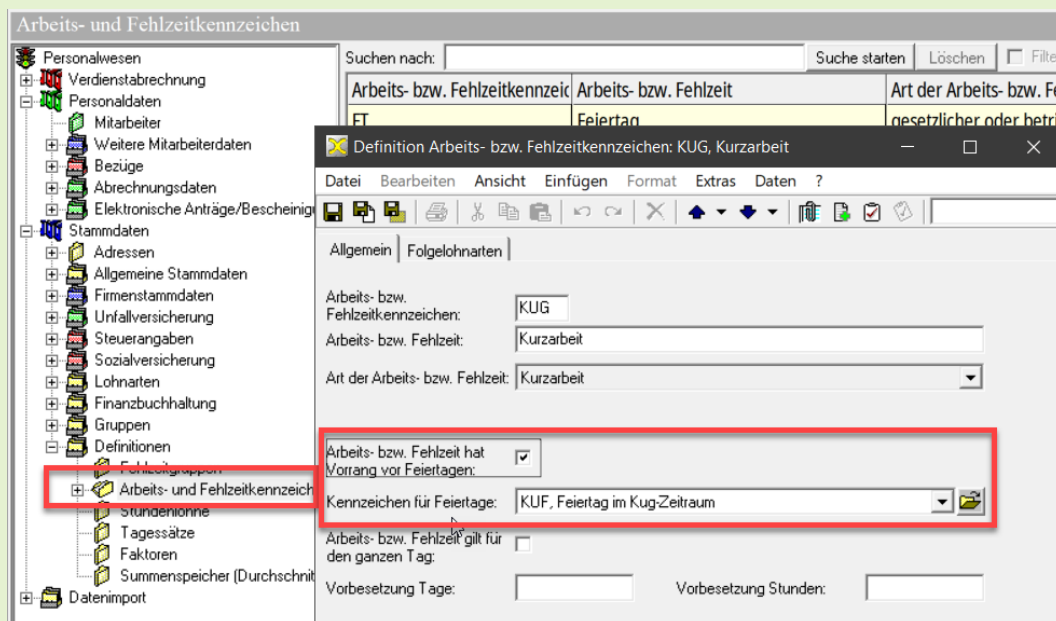 Arbeits- und Fehlzeitkennzeichen
Personalwesen
Verdienstabrechnung
Personaldaten
Mitarbeiter
Weitere Mitarbeiterdaten
Bezüge
Abrechnungsdaten
Elektronische Anträge/Bescheinig
Stammdaten
Adressen
Allgemeine Stammdaten
Firmenstammdaten
Unfallversicherung
Steuerangaben
Sozialversicherung
Lohnarten
Finanzbuchhaltung
Gruppen
Definitionen
Fehlzeitgruppen
Arbeits- und Fehlzeitkennzeich
Stundenlöhne
Tagessätze
Faktoren
Summenspeicher (Durchschnit
Datenimport
Suchen nach: Suche starten Löschen Filte
Arbeits- bzw. Fehlzeitkennzeic Arbeits- bzw. Fehlzeit Art der Arbeits- bzw. Fe
FT Feiertag gesetzlicher oder betri
Definition Arbeits- bzw. Fehlzeitkennzeichen: KUG, Kurzarbeit
Datei Bearbeiten Ansicht Einfügen Format Extras Daten ?
Allgemein Folgelohnarten
Arbeits- bzw.
Fehlzeitkennzeichen: KUG
Arbeits- bzw. Fehlzeit: Kurzarbeit
Art der Arbeits- bzw. Fehlzeit: Kurzarbeit
Arbeits- bzw. Fehlzeit hat
Vorrang vor Feiertagen:
Kennzeichen für Feiertage: KUF, Feiertag im Kug-Zeitraum
Arbeits- bzw. Fehlzeit gilt für
den ganzen Tag:
Vorbesetzung Tage: Vorbesetzung Stunden: